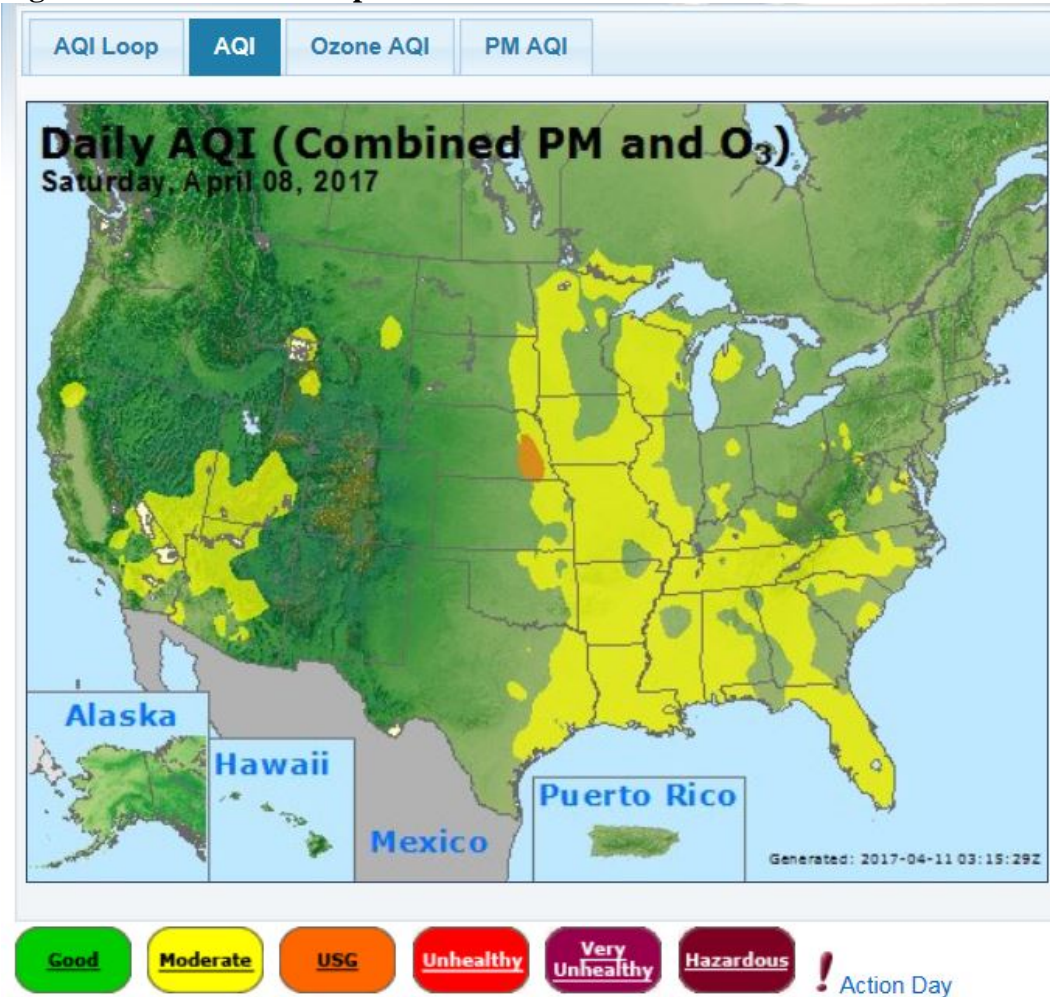 AQI Loop AQI Ozone AQI PM AQI
Daily AQI (Combined PM and O₃)
Saturday, April 08, 2017
Alaska
Hawaii
Mexico
Puerto Rico
Generated: 2017-04-11 03:15:29Z
Good Moderate USG Unhealthy Very Unhealthy Hazardous ! Action Day